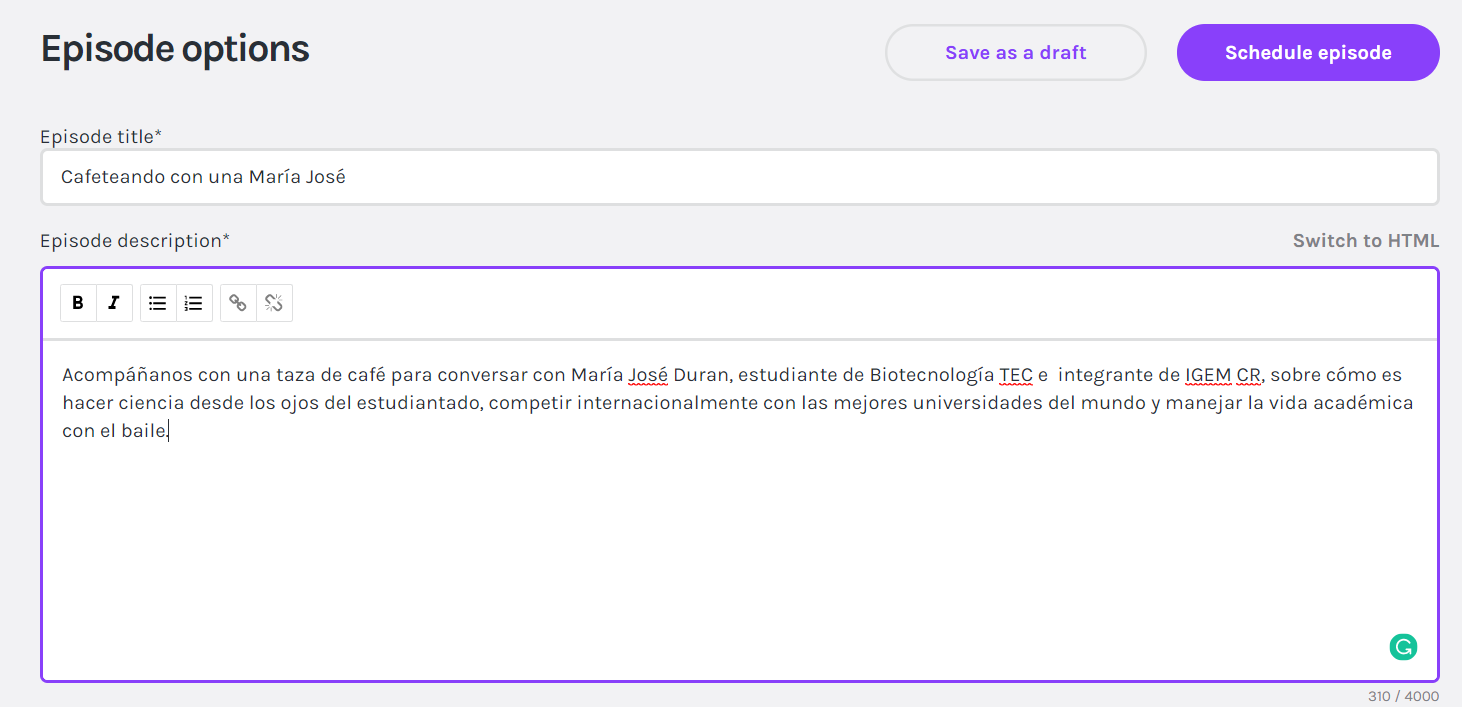 Episode options
Save as a draft
Schedule episode
Episode title*
Cafeteando con una María José
Episode description*
Switch to HTML
B I
Acompáñanos con una taza de café para conversar con María José Duran, estudiante de Biotecnología TEC e  integrante de IGEM CR, sobre cómo es
hacer ciencia desde los ojos del estudiantado, competir internacionalmente con las mejores universidades del mundo y manejar la vida académica
con el baile.
310 / 4000